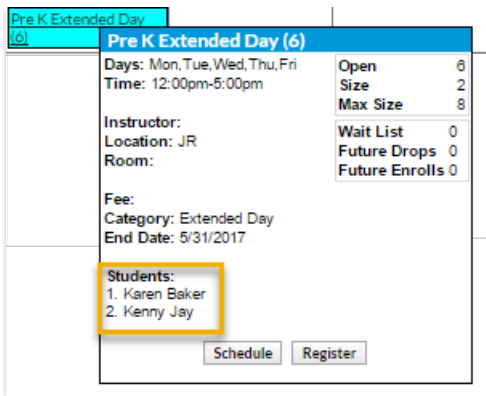 Pre K Extended Day
(6)
Pre K Extended Day (6)
Days: Mon,Tue,Wed,Thu,Fri
Time: 12:00pm-5:00pm
Instructor:
Location: JR
Room:
Fee:
Category: Extended Day
End Date: 5/31/2017
Students:
1. Karen Baker
2. Kenny Jay
Open 6
Size 2
Max Size 8
Wait List 0
Future Drops 0
Future Enrolls 0
Schedule Register